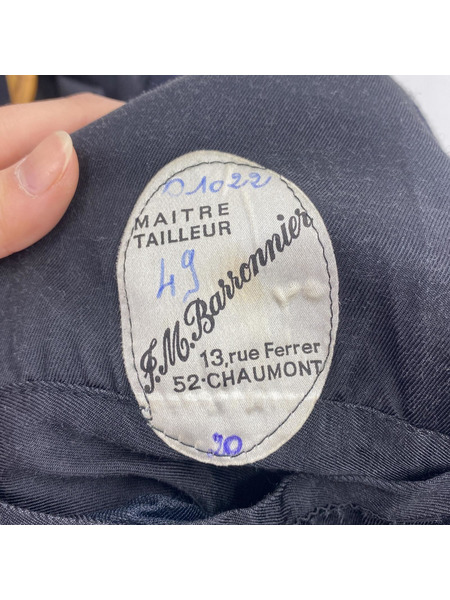 D1022
MAITRE
TAILLEUR
49
F.M.Barronnier
13, rue Ferrer
52-CHAUMONT
20